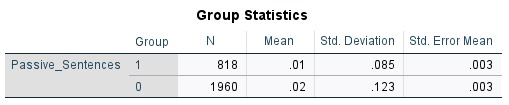 Group Statistics
Group N Mean Std. Deviation Std. Error Mean
Passive_Sentences 1 818 .01 .085 .003
0 1960 .02 .123 .003